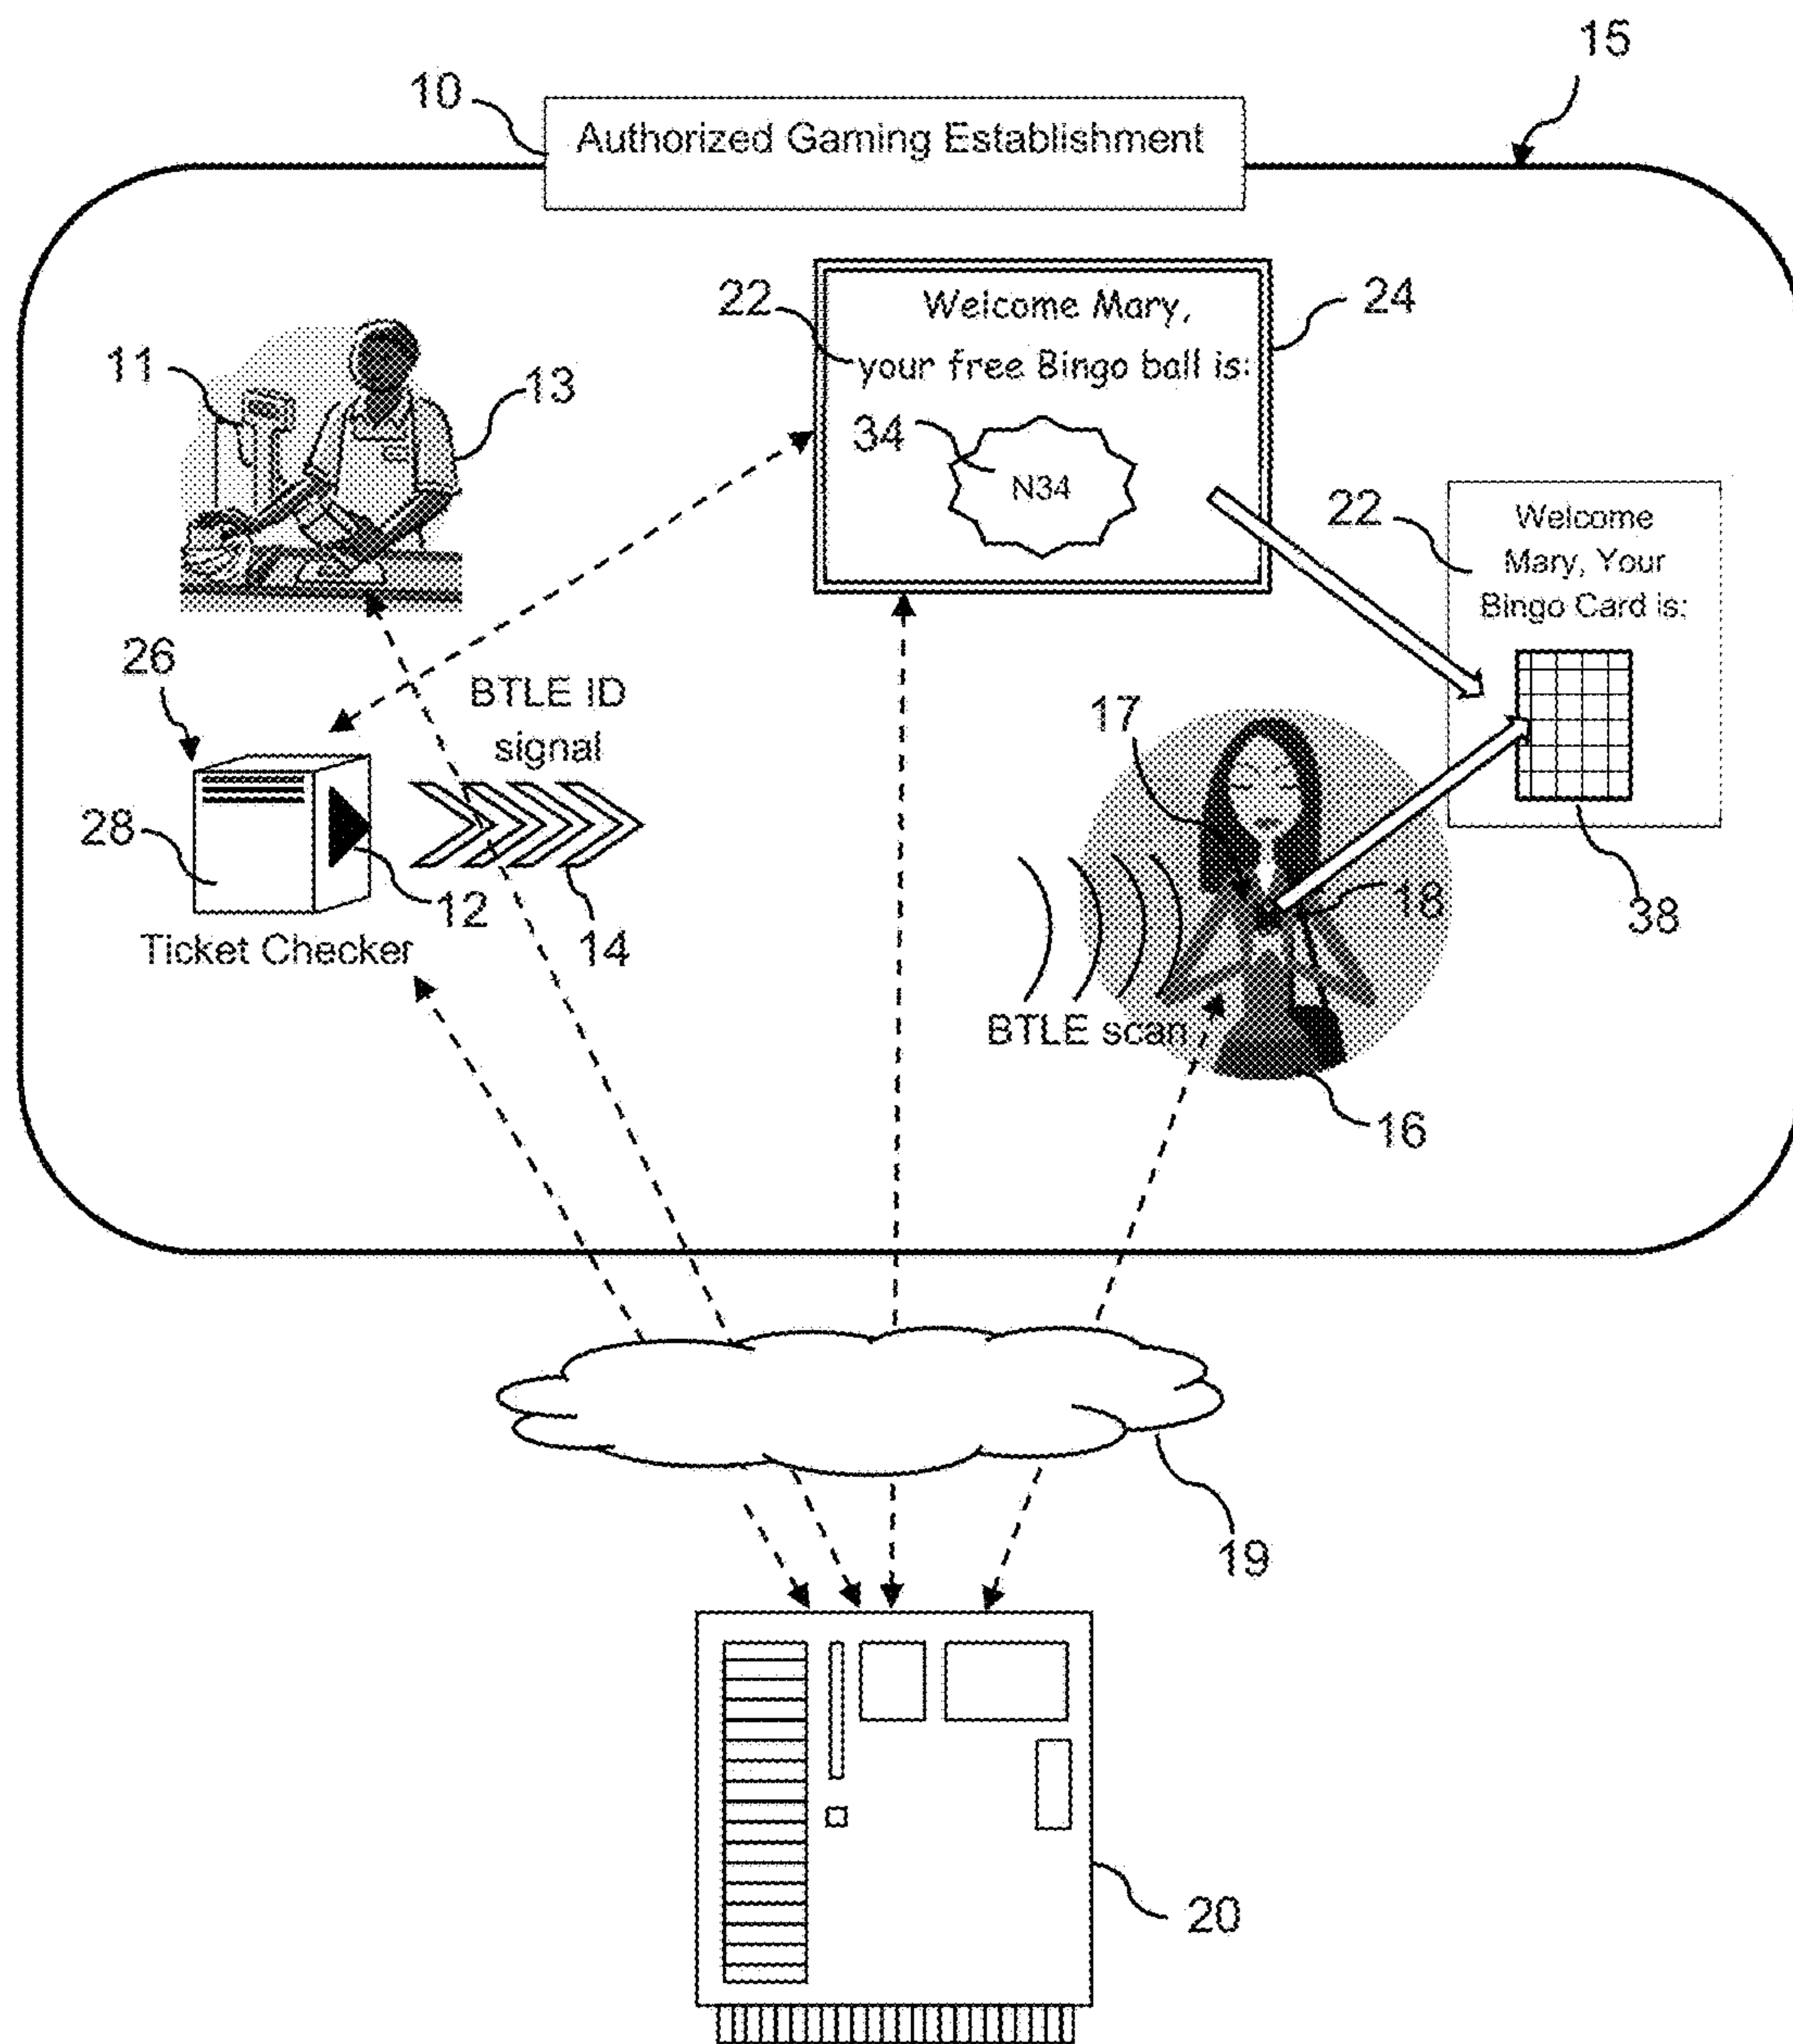 15
10
Authorized Gaming Establishment
22
Welcome Mary,
24
your free Bingo ball is:
11
13
34
N34
22
Welcome
Mary, Your
Bingo Card is:
26
BTLE ID
signal
17
28
12
14
18
38
Ticket Checker
BTLE scan
16
19
20